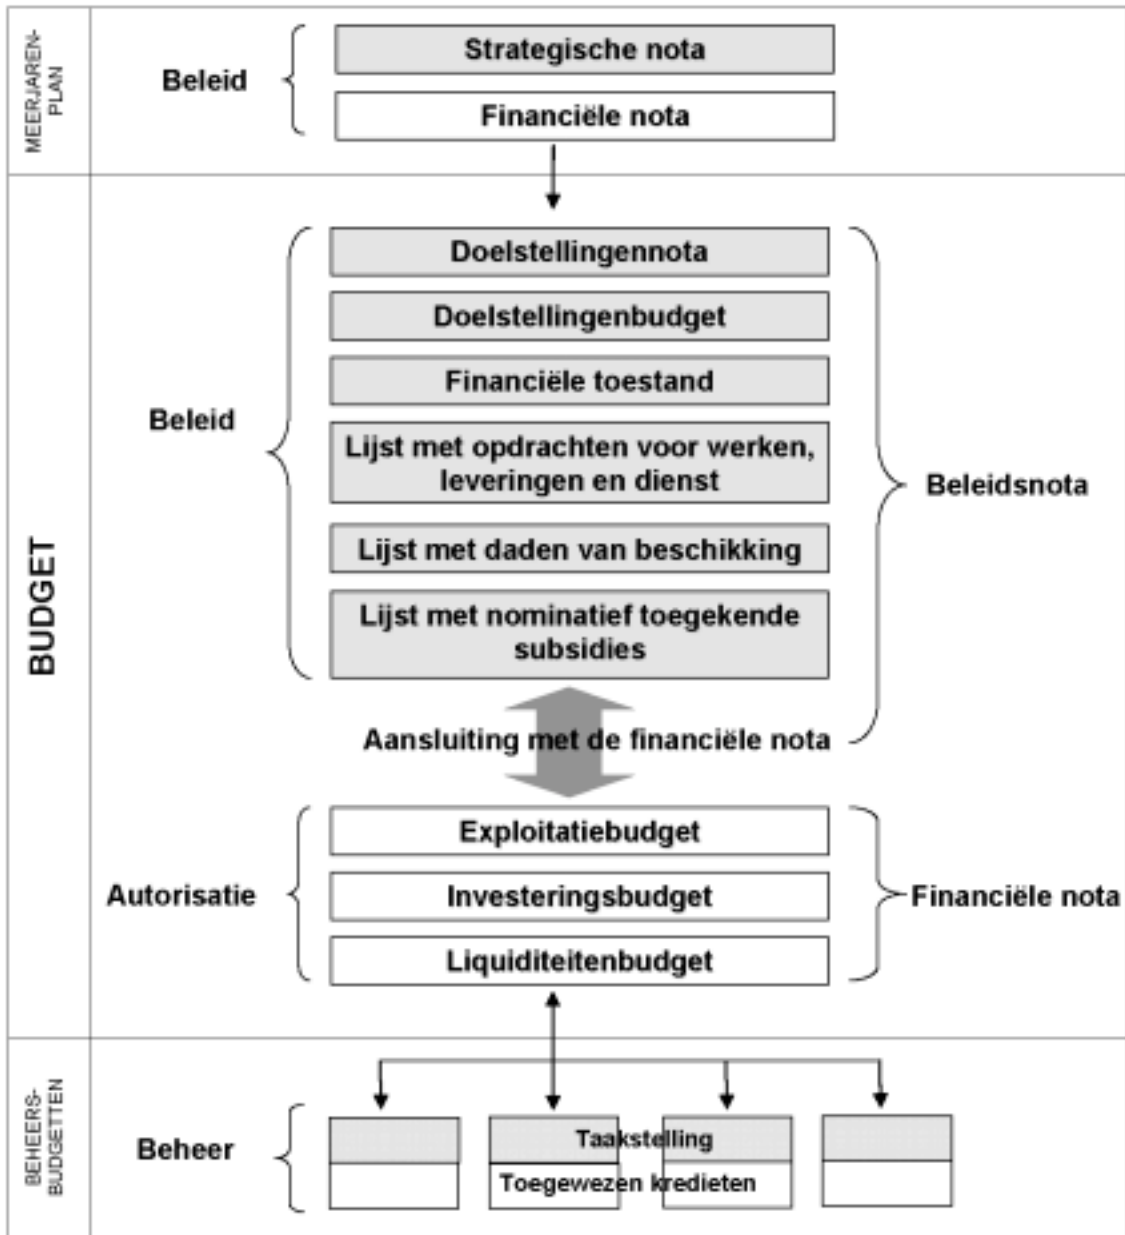 MEERJAREN-
PLAN
Beleid
Strategische nota
Financiële nota
BUDGET
Beleid
Doelstellingennota
Doelstellingenbudget
Financiële toestand
Lijst met opdrachten voor werken,
leveringen en dienst
Lijst met daden van beschikking
Lijst met nominatief toegekende
subsidies
Beleidsnota
Aansluiting met de financiële nota
Autorisatie
Exploitatiebudget
Investeringsbudget
Liquiditeitenbudget
Financiële nota
BEHEERS-
BUDGETTEN
Beheer
Taakstelling
Toegewezen kredieten